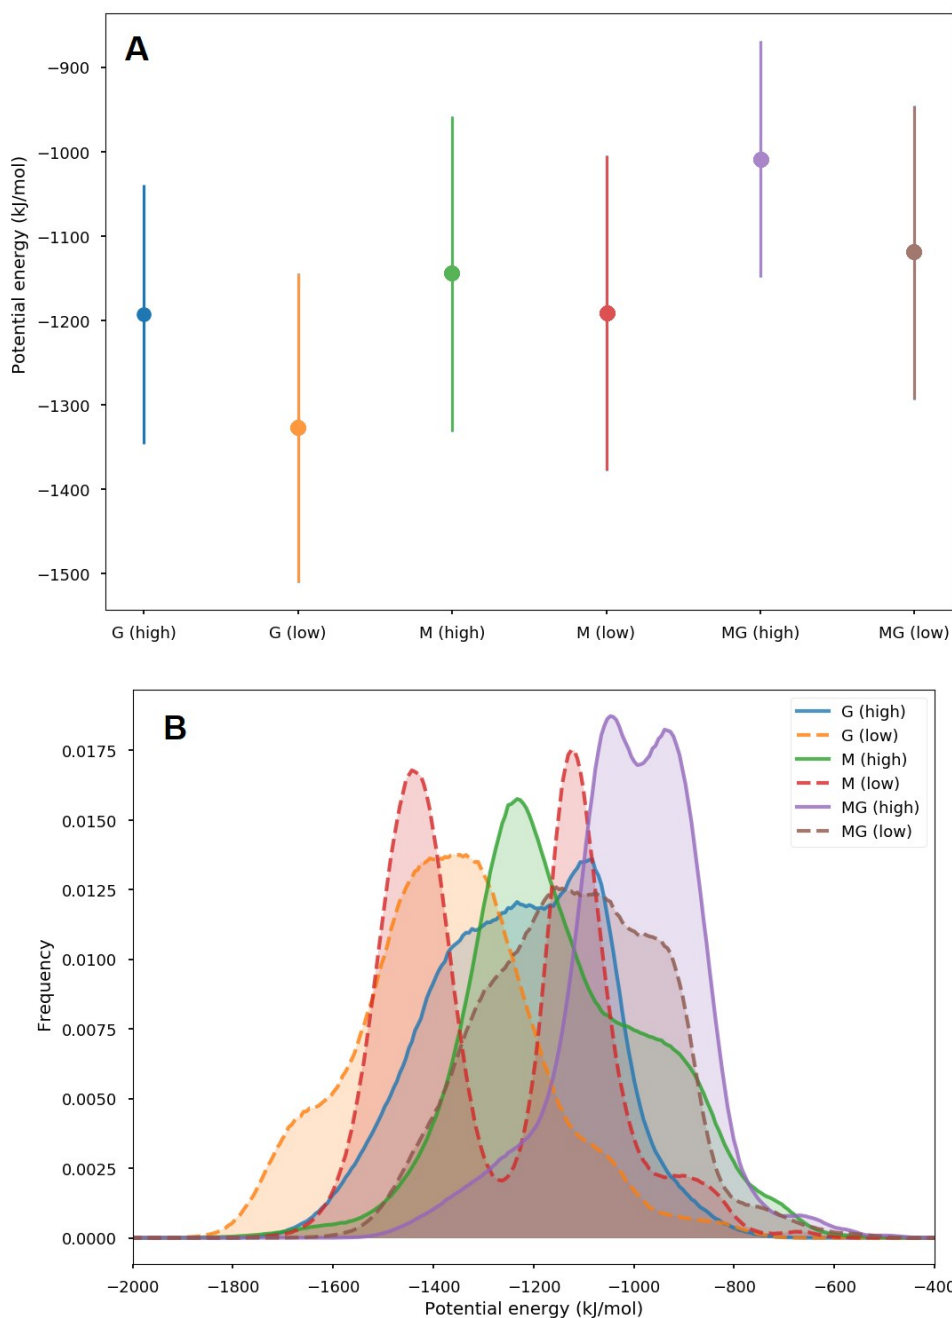 A
−900
−1000
−1100
−1200
−1300
−1400
−1500
Potential energy (kJ/mol)
G (high)
G (low)
M (high)
M (low)
MG (high)
MG (low)
B
G (high)
G (low)
M (high)
M (low)
MG (high)
MG (low)
0.0175
0.0150
0.0125
0.0100
0.0075
0.0050
0.0025
0.0000
Frequency
−2000
−1800
−1600
−1400
−1200
−1000
−800
−600
−400
Potential energy (kJ/mol)